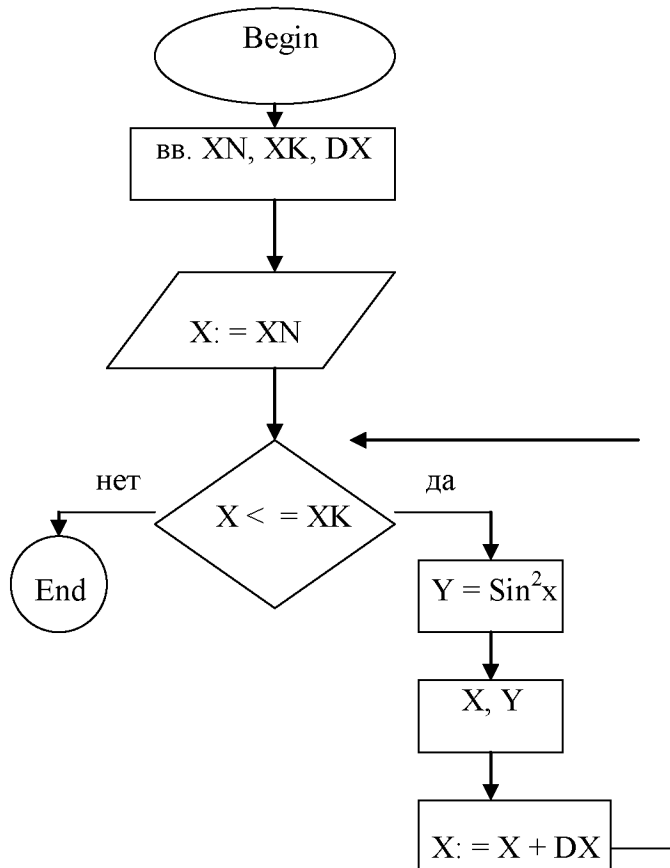 Begin
вв. XN, XK, DX
X: = XN
нет
да
X < = XK
End
Y = Sin²x
X, Y
X: = X + DX